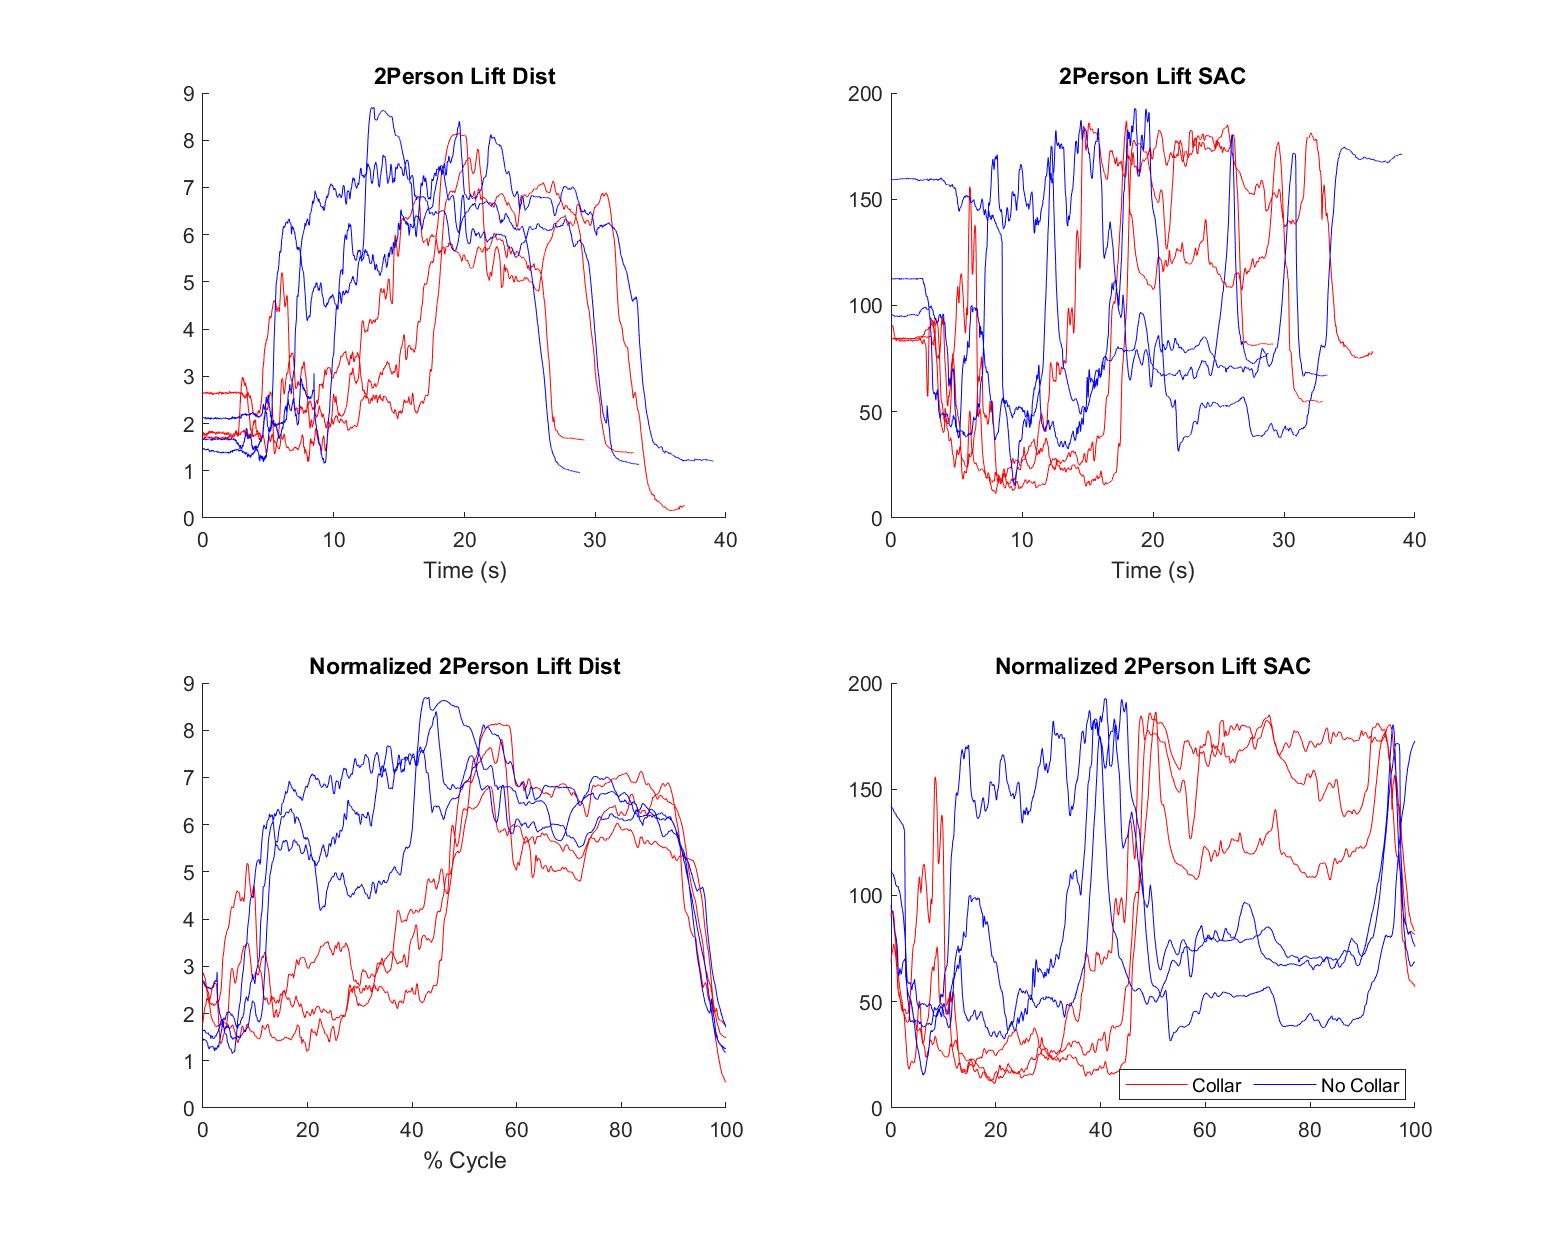 2Person Lift Dist
9
8
7
6
5
4
3
2
1
0
0 10 20 30 40
Time (s)
2Person Lift SAC
200
150
100
50
0
0 10 20 30 40
Time (s)
Normalized 2Person Lift Dist
9
8
7
6
5
4
3
2
1
0
0 20 40 60 80 100
% Cycle
Normalized 2Person Lift SAC
200
150
100
50
0
Collar No Collar
0 20 40 60 80 100